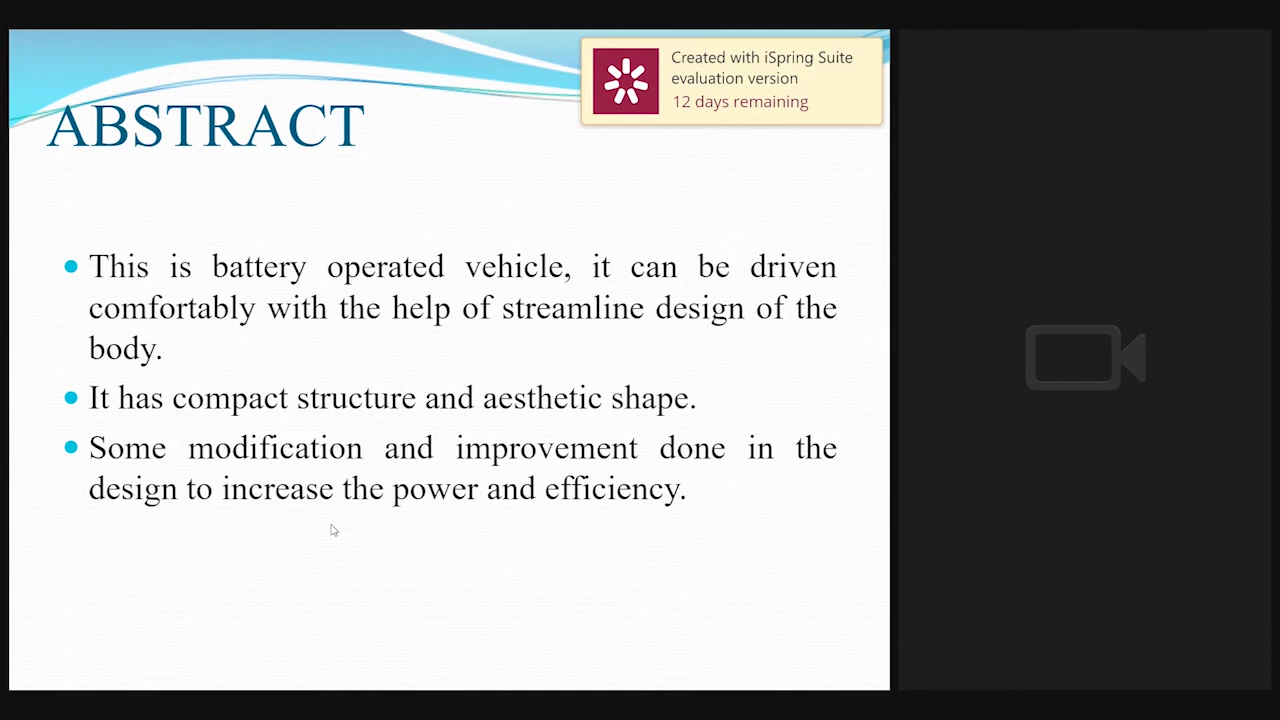 Created with iSpring Suite
evaluation version
12 days remaining
ABSTRACT
This is battery operated vehicle, it can be driven
comfortably with the help of streamline design of the
body.
It has compact structure and aesthetic shape.
Some modification and improvement done in the
design to increase the power and efficiency.